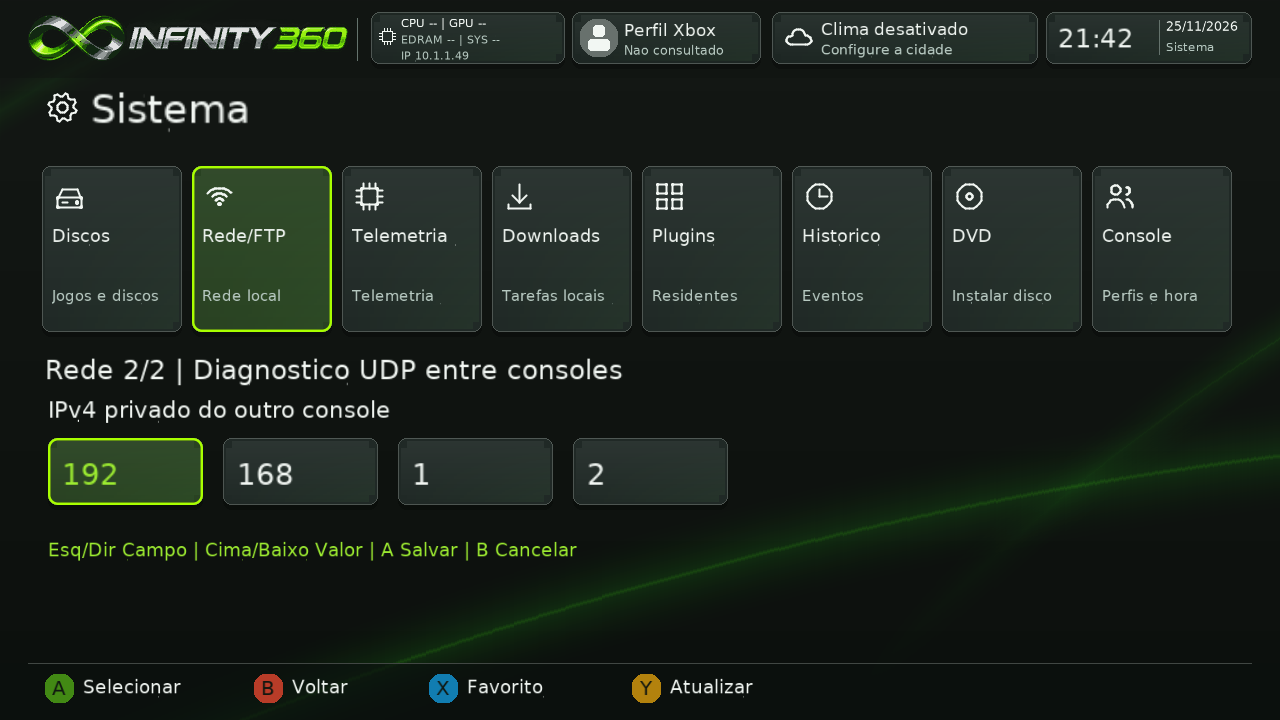 INFINITY 360
CPU -- | GPU --
EDRAM -- | SYS --
IP 10.1.1.49
Perfil Xbox
Nao consultado
Clima desativado
Configure a cidade
21:42
25/11/2026
Sistema
Sistema
Discos
Jogos e discos
Rede/FTP
Rede local
Telemetria
Telemetria
Downloads
Tarefas locais
Plugins
Residentes
Historico
Eventos
DVD
Instalar disco
Console
Perfis e hora
Rede 2/2 | Diagnostico UDP entre consoles
IPv4 privado do outro console
192 168 1 2
Esq/Dir Campo | Cima/Baixo Valor | A Salvar | B Cancelar
A Selecionar B Voltar X Favorito Y Atualizar